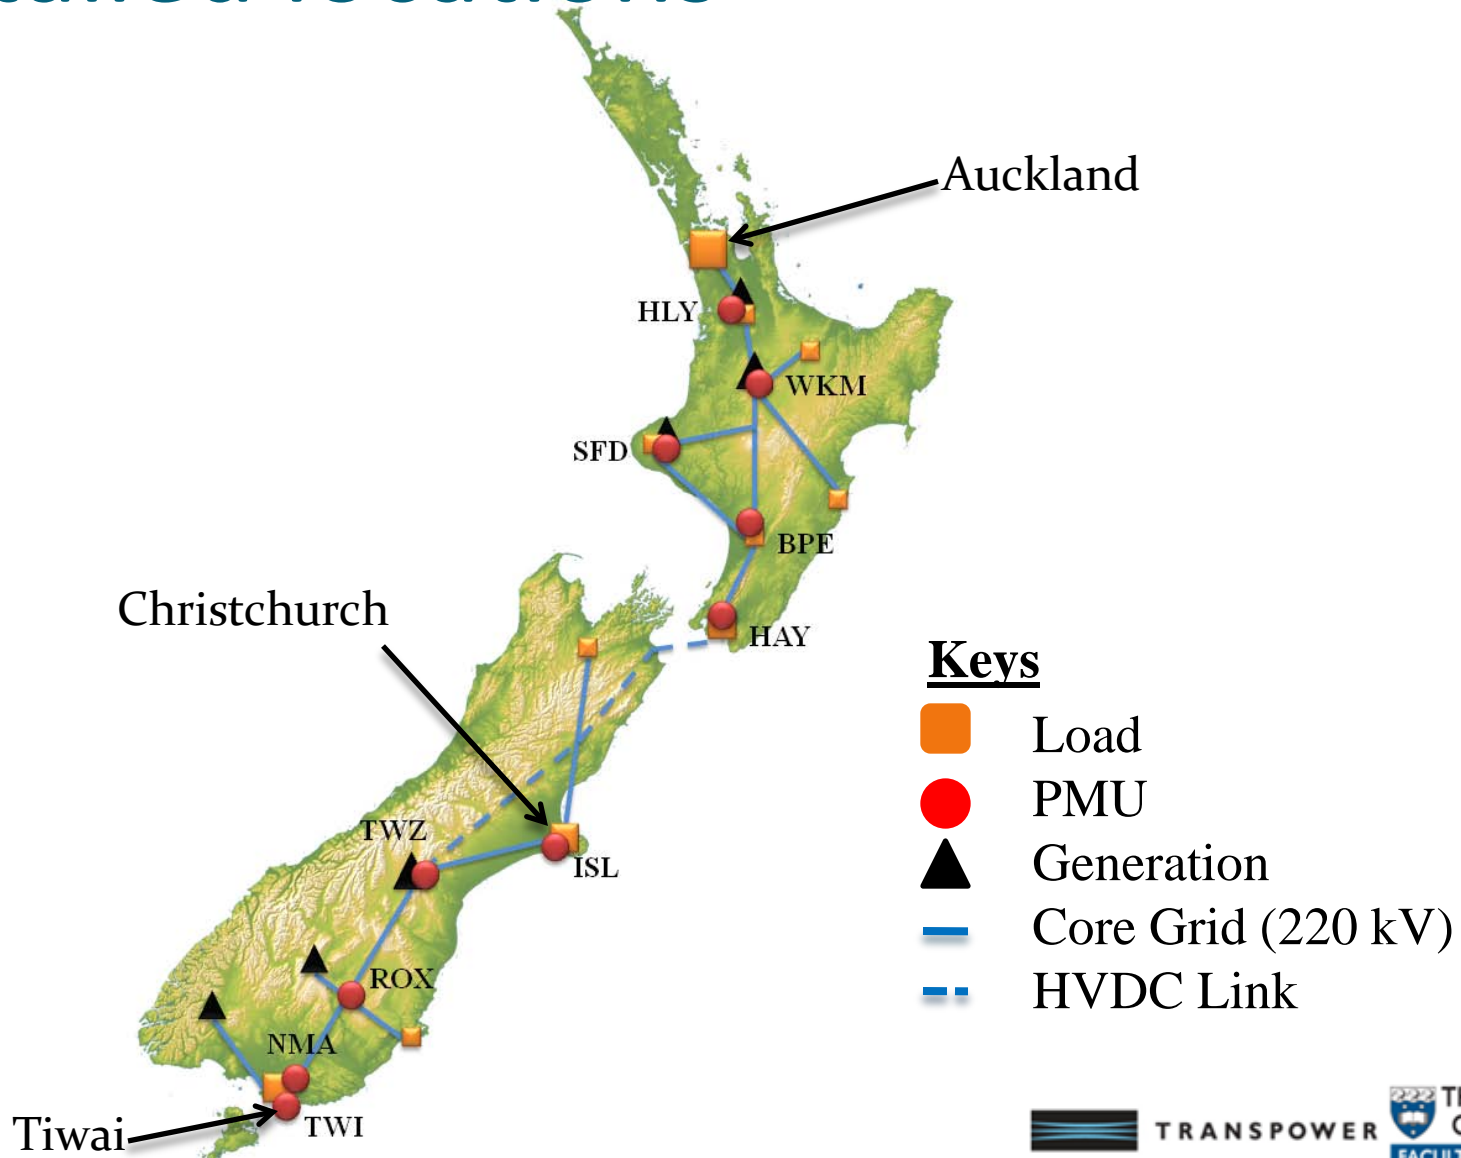 Auckland
HLY
WKM
SFD
BPE
Christchurch
HAY
Keys
Load
PMU
TWZ
Generation
ISL
Core Grid (220 kV)
ROX
HVDC Link
NMA
TWI
Tiwai
TRANSPOWER